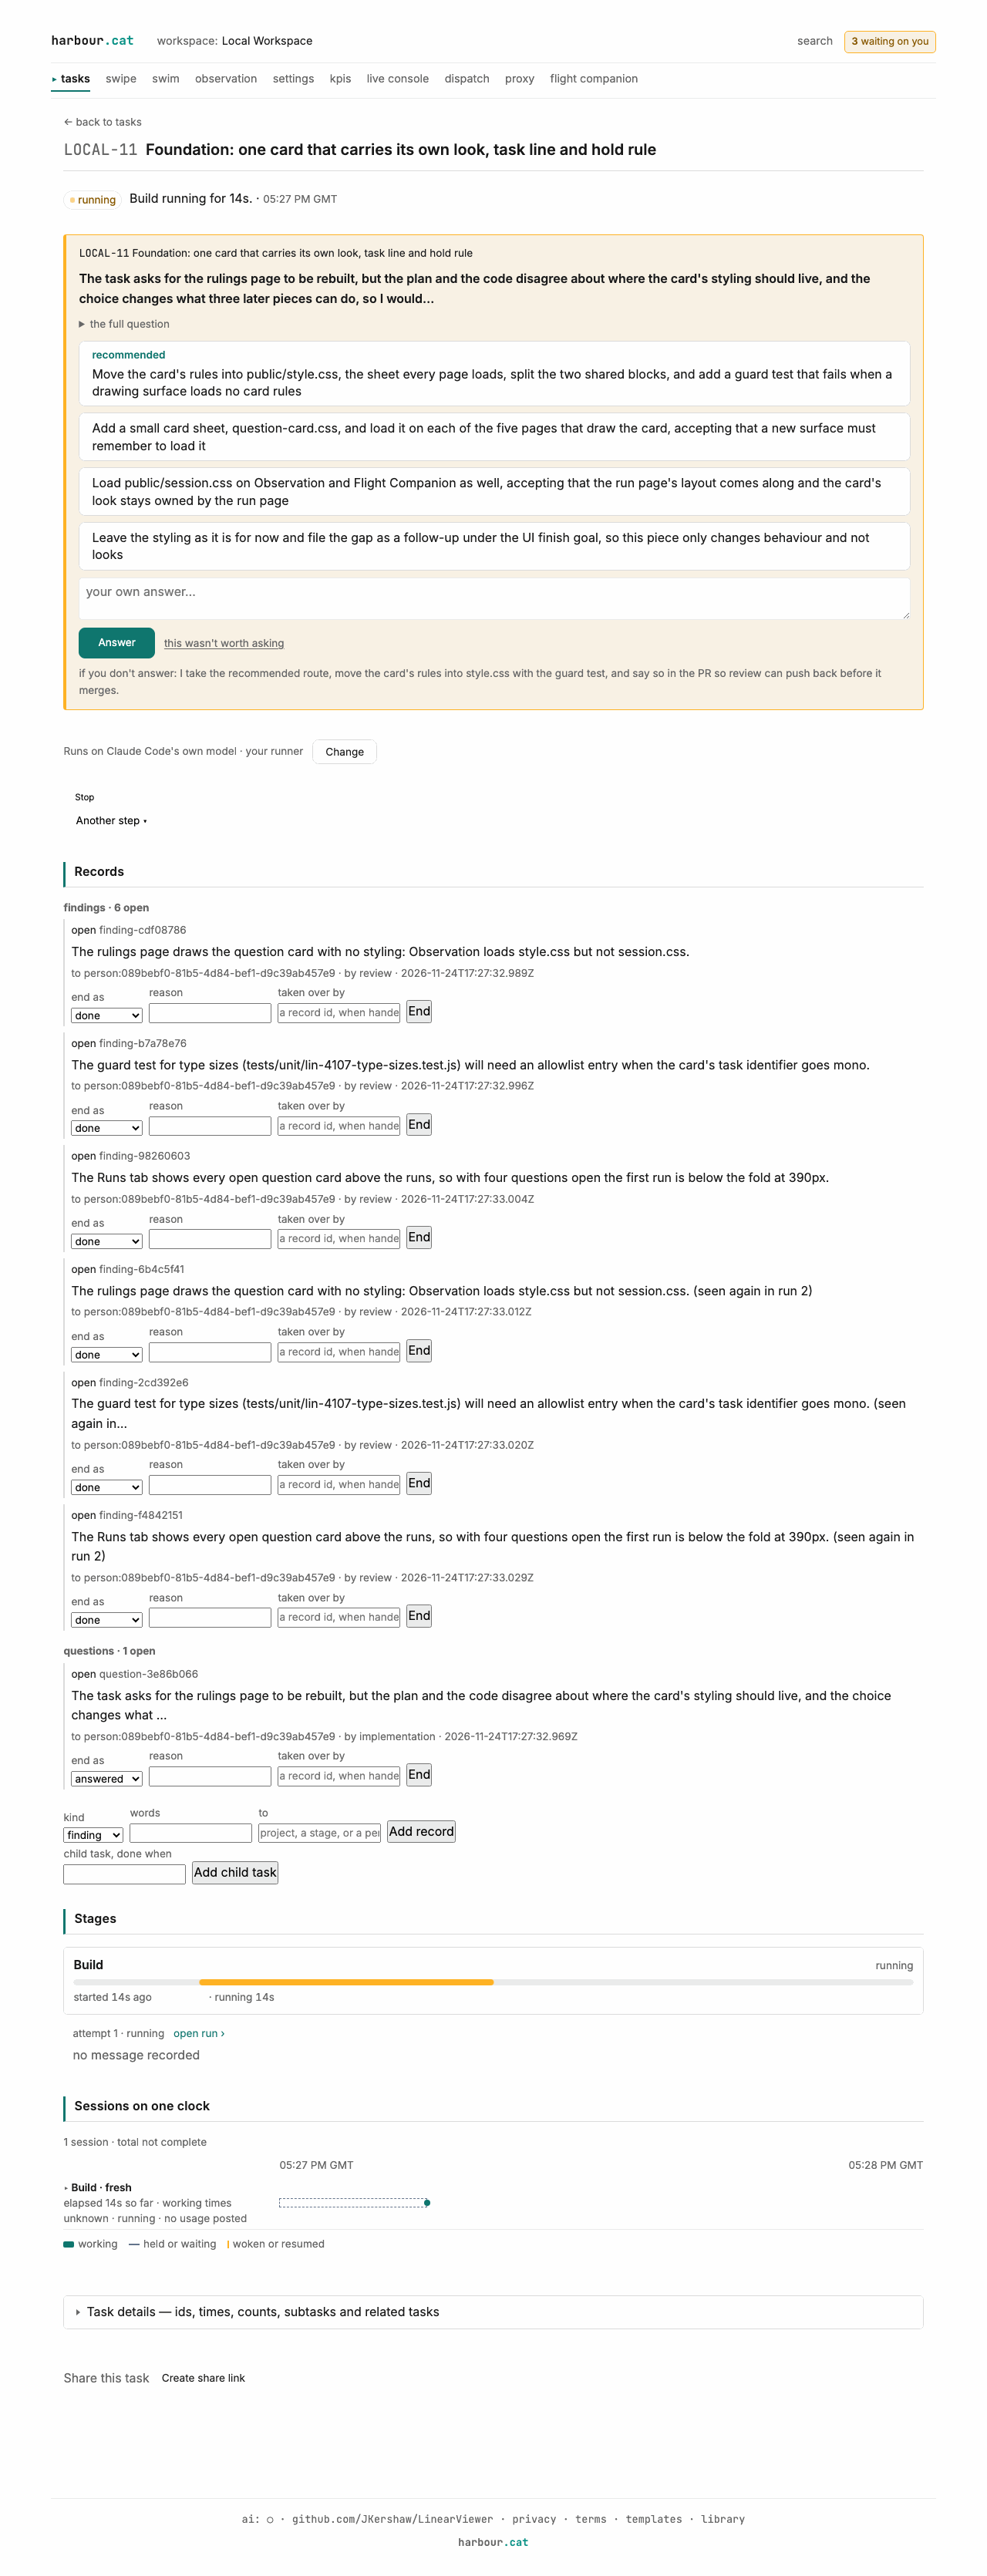 harbour.cat workspace: Local Workspace search 3 waiting on you
▸ tasks swipe swim observation settings kpis live console dispatch proxy flight companion
← back to tasks
LOCAL-11 Foundation: one card that carries its own look, task line and hold rule
running Build running for 14s. · 05:27 PM GMT
LOCAL-11 Foundation: one card that carries its own look, task line and hold rule
The task asks for the rulings page to be rebuilt, but the plan and the code disagree about where the card's styling should live, and the
choice changes what three later pieces can do, so I would…
▶ the full question
recommended
Move the card's rules into public/style.css, the sheet every page loads, split the two shared blocks, and add a guard test that fails when a
drawing surface loads no card rules
Add a small card sheet, question-card.css, and load it on each of the five pages that draw the card, accepting that a new surface must
remember to load it
Load public/session.css on Observation and Flight Companion as well, accepting that the run page's layout comes along and the card's
look stays owned by the run page
Leave the styling as it is for now and file the gap as a follow-up under the UI finish goal, so this piece only changes behaviour and not
looks
your own answer…
Answer this wasn't worth asking
if you don't answer: I take the recommended route, move the card's rules into style.css with the guard test, and say so in the PR so review can push back before it
merges.
Runs on Claude Code's own model · your runner Change
Stop
Another step ▾
Records
findings · 6 open
open finding-cdf08786
The rulings page draws the question card with no styling: Observation loads style.css but not session.css.
to person:089bebf0-81b5-4d84-bef1-d9c39ab457e9 · by review · 2026-11-24T17:27:32.989Z
end as reason taken over by
done a record id, when hande End
open finding-b7a78e76
The guard test for type sizes (tests/unit/lin-4107-type-sizes.test.js) will need an allowlist entry when the card's task identifier goes mono.
to person:089bebf0-81b5-4d84-bef1-d9c39ab457e9 · by review · 2026-11-24T17:27:32.996Z
end as reason taken over by
done a record id, when hande End
open finding-98260603
The Runs tab shows every open question card above the runs, so with four questions open the first run is below the fold at 390px.
to person:089bebf0-81b5-4d84-bef1-d9c39ab457e9 · by review · 2026-11-24T17:27:33.004Z
end as reason taken over by
done a record id, when hande End
open finding-6b4c5f41
The rulings page draws the question card with no styling: Observation loads style.css but not session.css. (seen again in run 2)
to person:089bebf0-81b5-4d84-bef1-d9c39ab457e9 · by review · 2026-11-24T17:27:33.012Z
end as reason taken over by
done a record id, when hande End
open finding-2cd392e6
The guard test for type sizes (tests/unit/lin-4107-type-sizes.test.js) will need an allowlist entry when the card's task identifier goes mono. (seen
again in…
to person:089bebf0-81b5-4d84-bef1-d9c39ab457e9 · by review · 2026-11-24T17:27:33.020Z
end as reason taken over by
done a record id, when hande End
open finding-f4842151
The Runs tab shows every open question card above the runs, so with four questions open the first run is below the fold at 390px. (seen again in
run 2)
to person:089bebf0-81b5-4d84-bef1-d9c39ab457e9 · by review · 2026-11-24T17:27:33.029Z
end as reason taken over by
done a record id, when hande End
questions · 1 open
open question-3e86b066
The task asks for the rulings page to be rebuilt, but the plan and the code disagree about where the card's styling should live, and the choice
changes what …
to person:089bebf0-81b5-4d84-bef1-d9c39ab457e9 · by implementation · 2026-11-24T17:27:32.969Z
end as reason taken over by
answered a record id, when hande End
kind words to
finding project, a stage, or a per Add record
child task, done when
Add child task
Stages
Build running
started 14s ago · running 14s
attempt 1 · running open run ›
no message recorded
Sessions on one clock
1 session · total not complete
05:27 PM GMT 05:28 PM GMT
▸ Build · fresh
elapsed 14s so far · working times
unknown · running · no usage posted
working held or waiting woken or resumed
▸ Task details — ids, times, counts, subtasks and related tasks
Share this task Create share link
ai: ○ · github.com/JKershaw/LinearViewer · privacy · terms · templates · library
harbour.cat